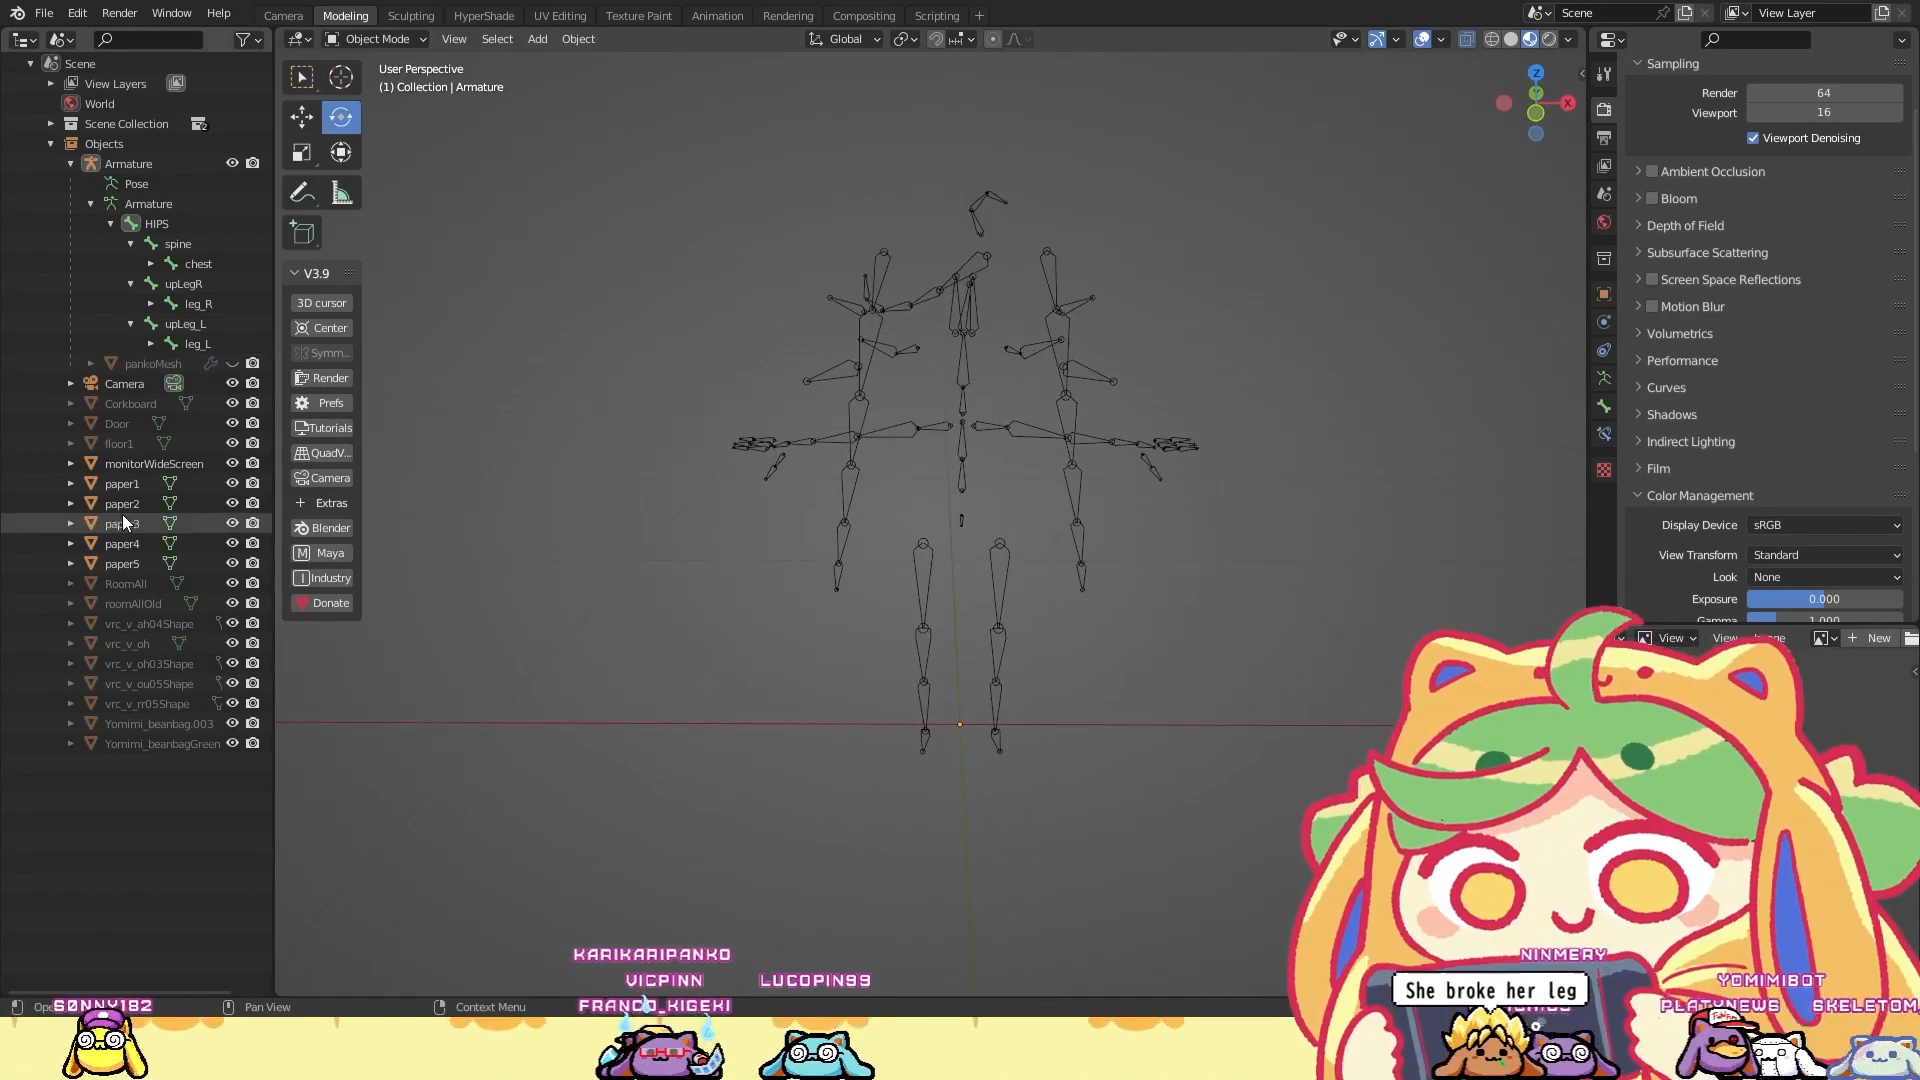 File Edit Render Window Help
Camera Modeling Sculpting HyperShade UV Editing Texture Paint Animation Rendering Compositing Scripting +
Scene
View Layer
Object Mode View Select Add Object
Global
Scene
View Layers
World
Scene Collection 2
Objects
Armature
Pose
Armature
HIPS
spine
chest
upLegR
leg_R
upLeg_L
leg_L
pankoMesh
Camera
Corkboard
Door
floor1
monitorWideScreen
paper1
paper2
paper4
paper5
RoomAll
roomAllOld
vrc_v_ah04Shape
vrc_v_oh
vrc_v_oh03Shape
vrc_v_ou05Shape
vrc_v_rr05Shape
Yomimi_beanbag.003
Yomimi_beanbagGreen
User Perspective
(1) Collection | Armature
V3.9
3D cursor
Center
Symm...
Render
Prefs
Tutorials
QuadV...
Camera
+ Extras
Blender
M Maya
I Industry
Donate
Z
Y
X
Sampling
Render 64
Viewport 16
Viewport Denoising
Ambient Occlusion
Bloom
Depth of Field
Subsurface Scattering
Screen Space Reflections
Motion Blur
Volumetrics
Performance
Curves
Shadows
Indirect Lighting
Film
Color Management
Display Device sRGB
View Transform Standard
Look None
Exposure 0.000
Gamma 1.000
View View Image + New
Pan View
Context Menu
S0NNY182
KARIKARIPANKO
VICPINN
LUCOPIN99
FRANCO_KIGEKI
NINMERY
She broke her leg
YOMIMIBOT
PLATYNEWS
SKELETOM